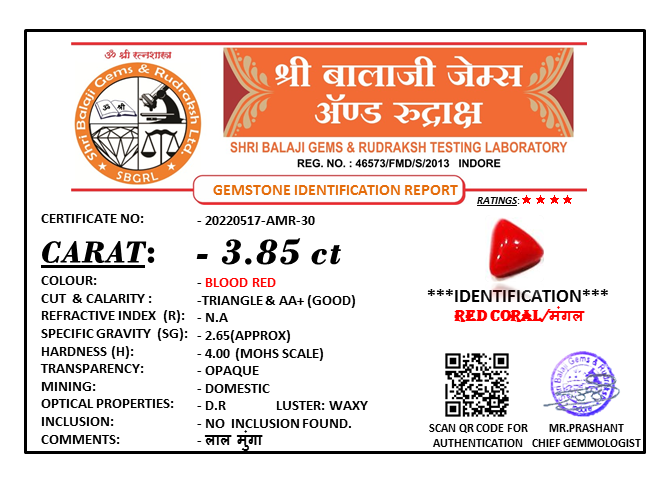 ॐ श्री रत्नशास्त्र
Shri Balaji Gems & Rudraksh Ltd.
SBGRL
श्री बालाजी जेम्स
ॲण्ड रुद्राक्ष
SHRI BALAJI GEMS & RUDRAKSH TESTING LABORATORY
REG. NO. : 46573/FMD/S/2013 INDORE
GEMSTONE IDENTIFICATION REPORT
RATINGS: ★ ★ ★ ★
CERTIFICATE NO: - 20220517-AMR-30
CARAT: - 3.85 ct
COLOUR: - BLOOD RED
CUT & CALARITY : -TRIANGLE & AA+ (GOOD)
REFRACTIVE INDEX (R): - N.A
SPECIFIC GRAVITY (SG): - 2.65(APPROX)
HARDNESS (H): - 4.00 (MOHS SCALE)
TRANSPARENCY: - OPAQUE
MINING: - DOMESTIC
OPTICAL PROPERTIES: - D.R LUSTER: WAXY
INCLUSION: - NO INCLUSION FOUND.
COMMENTS: - लाल मुंगा
***IDENTIFICATION***
RED CORAL/मंगल
SCAN QR CODE FOR
AUTHENTICATION
MR.PRASHANT
CHIEF GEMMOLOGIST